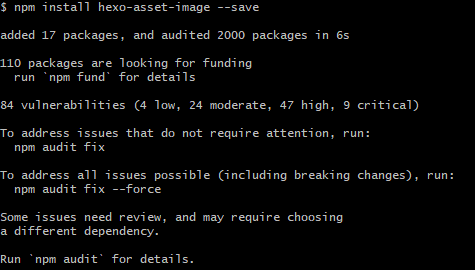 $ npm install hexo-asset-image --save
added 17 packages, and audited 2000 packages in 6s
110 packages are looking for funding
run `npm fund` for details
84 vulnerabilities (4 low, 24 moderate, 47 high, 9 critical)
To address issues that do not require attention, run:
npm audit fix
To address all issues possible (including breaking changes), run:
npm audit fix --force
Some issues need review, and may require choosing
a different dependency.
Run `npm audit` for details.